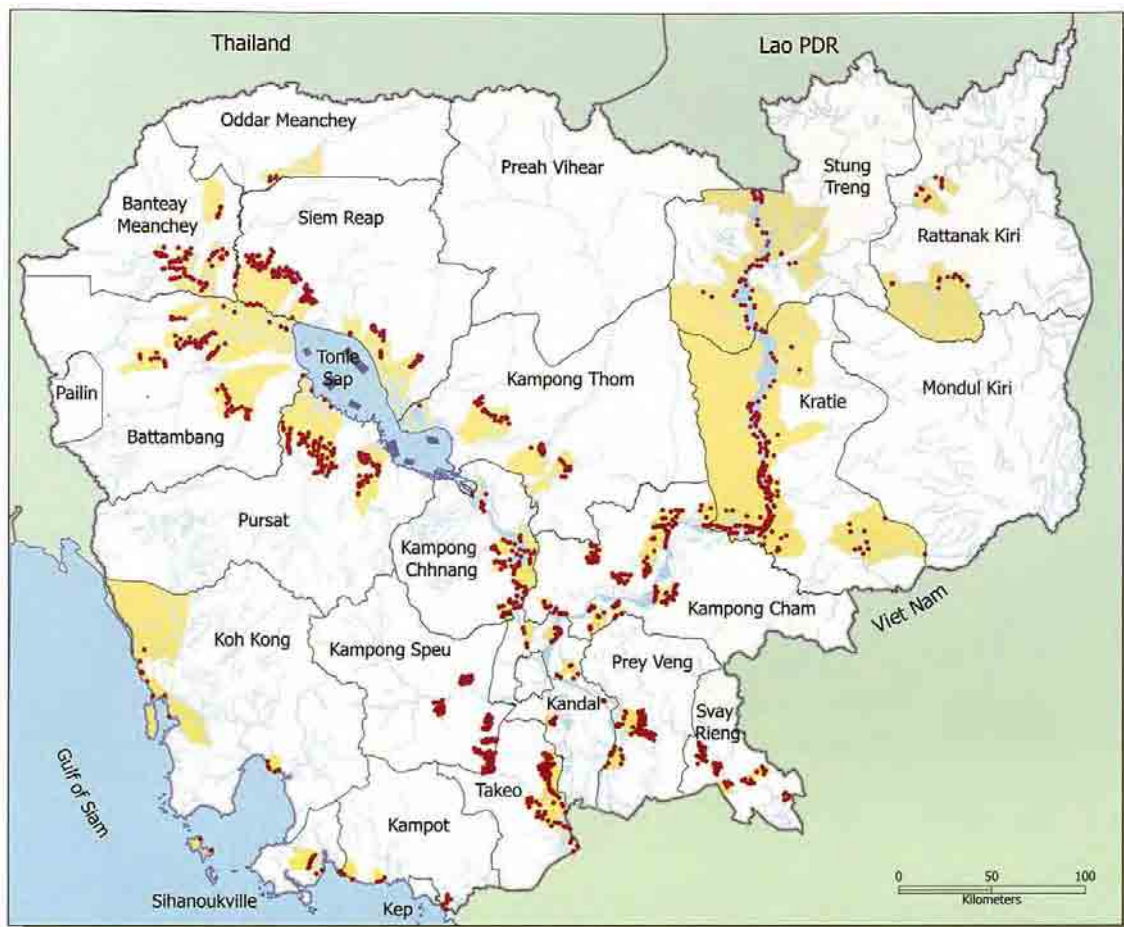 Thailand
Lao PDR
Oddar Meanchey
Preah Vihear
Stung
Treng
Banteay
Meanchey
Siem Reap
Rattanak Kiri
Tonle
Sap
Pailin
Kampong Thom
Kratie
Mondul Kiri
Battambang
Pursat
Kampong
Chhnang
Kampong Cham
Viet Nam
Koh Kong
Kampong Speu
Prey Veng
Kandal
Svay
Rieng
Gulf of Siam
Takeo
Kampot
Sihanoukville
Kep
0 50 100
Kilometers